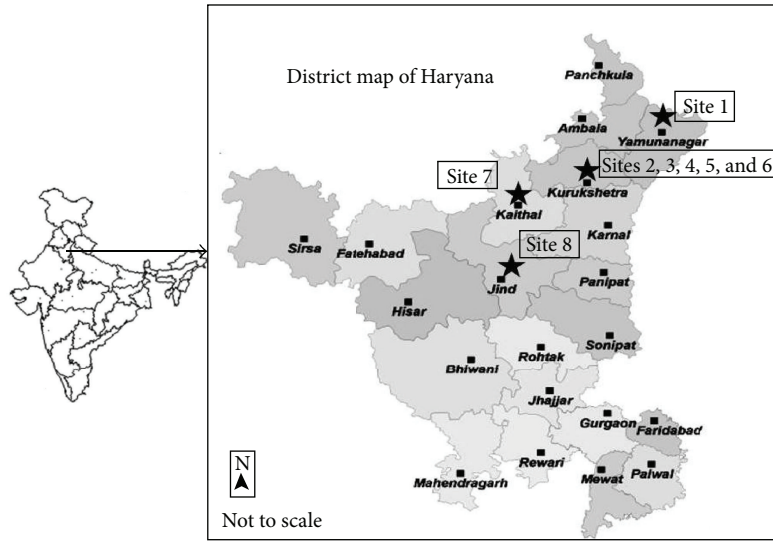 District map of Haryana
Panchkula
Site 1
Ambala
Yamunanagar
Sites 2, 3, 4, 5, and 6
Site 7
Kurukshetra
Kaithal
Sirsa
Fatehabad
Karnal
Site 8
Jind
Panipat
Hisar
Sonipat
Rohtak
Bhiwani
Jhajjar
Gurgaon
Faridabad
Rewari
Mewat
Palwal
Mahendragarh
N
Not to scale